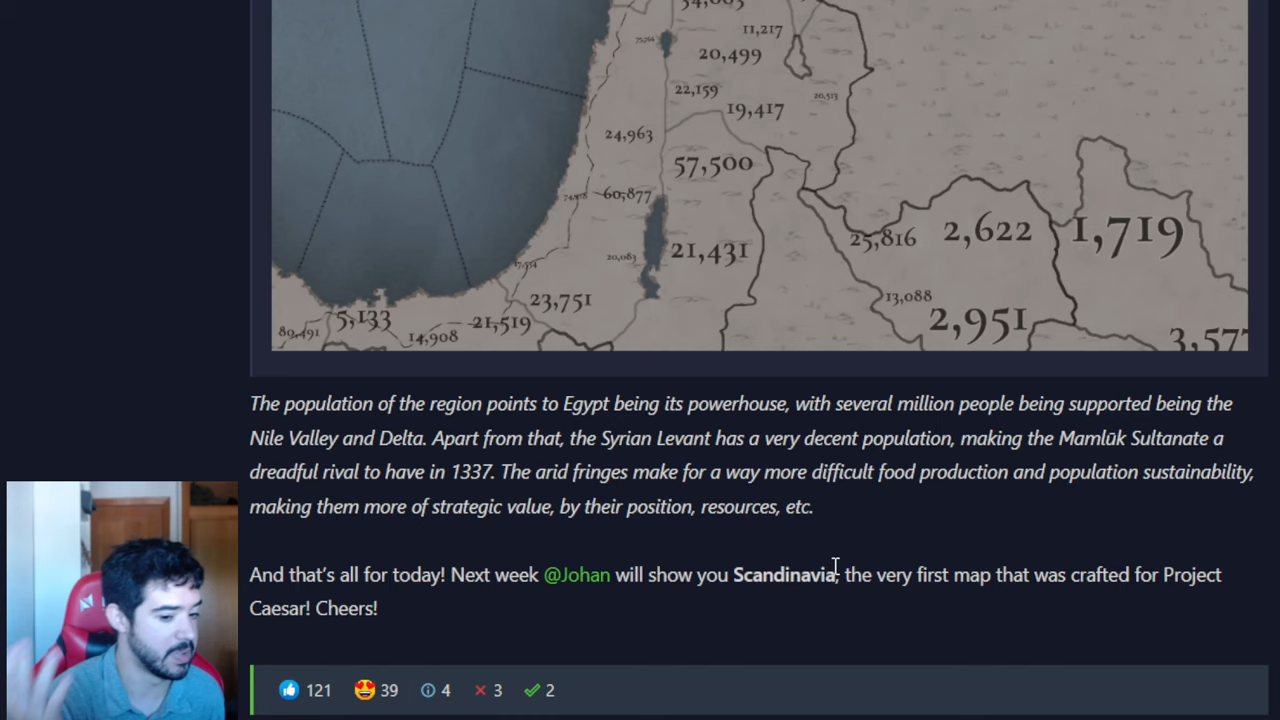 34,063
11,217
20,499
22,159
20,513
19,417
24,963
57,500
60,877
25,816 2,622 1,719
20,083 21,431
23,751
13,088
5,133 21,519 2,951
89,491 14,908
3,577
The population of the region points to Egypt being its powerhouse, with several million people being supported being the
Nile Valley and Delta. Apart from that, the Syrian Levant has a very decent population, making the Mamlūk Sultanate a
dreadful rival to have in 1337. The arid fringes make for a way more difficult food production and population sustainability,
making them more of strategic value, by their position, resources, etc.
And that's all for today! Next week @Johan will show you Scandinavia, the very first map that was crafted for Project
Caesar! Cheers!
121 39 4 3 2